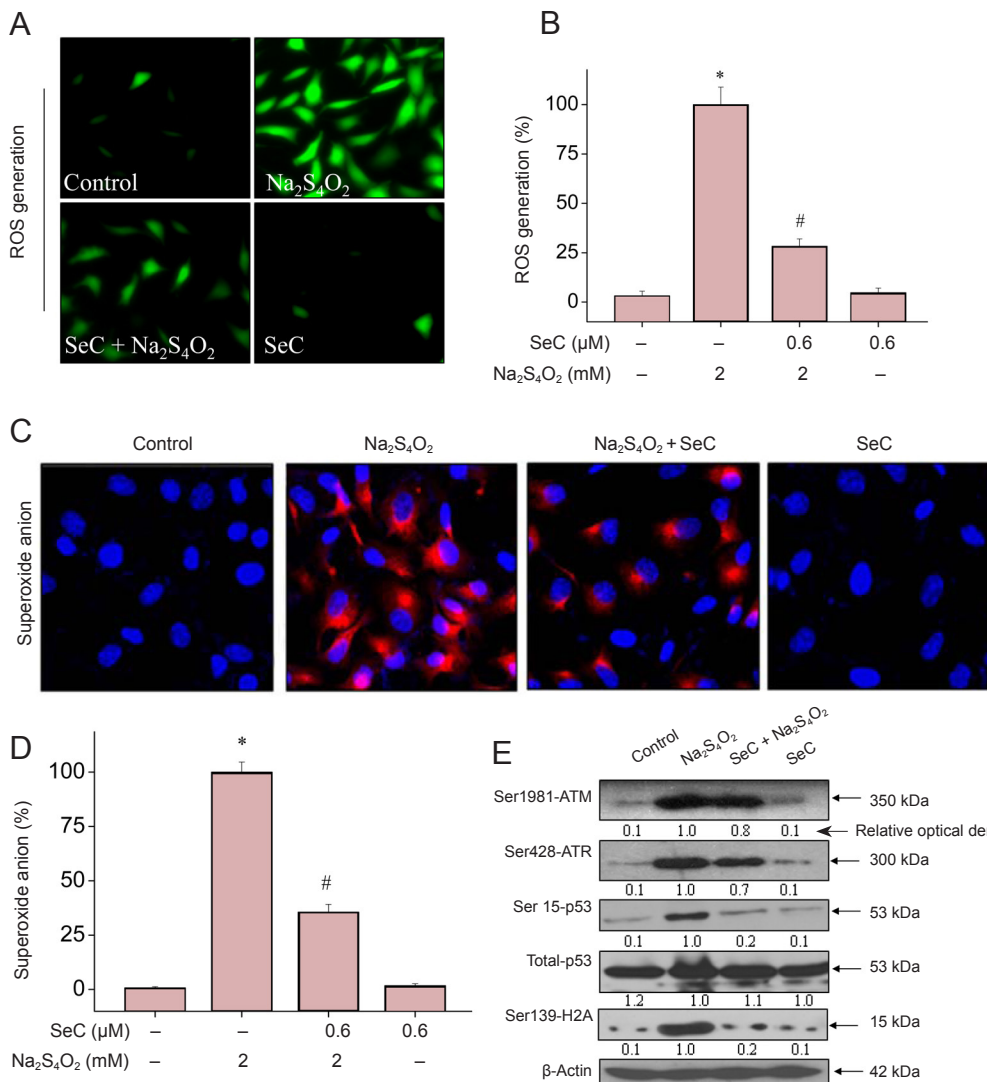 A
ROS generation
Control
Na₂S₄O₂
SeC + Na₂S₄O₂
SeC
B
ROS generation (%)
100
75
50
25
0
*
#
SeC (µM) – – 0.6 0.6
Na₂S₄O₂ (mM) – 2 2 –
C
Control Na₂S₄O₂ Na₂S₄O₂ + SeC SeC
Superoxide anion
D
Superoxide anion (%)
100
75
50
25
0
*
#
SeC (µM) – – 0.6 0.6
Na₂S₄O₂ (mM) – 2 2 –
E
Control Na₂S₄O₂ SeC + Na₂S₄O₂ SeC
Ser1981-ATM 350 kDa
0.1 1.0 0.8 0.1 Relative optical den
Ser428-ATR 300 kDa
0.1 1.0 0.7 0.1
Ser 15-p53 53 kDa
0.1 1.0 0.2 0.1
Total-p53 53 kDa
1.2 1.0 1.1 1.0
Ser139-H2A 15 kDa
0.1 1.0 0.2 0.1
β-Actin 42 kDa